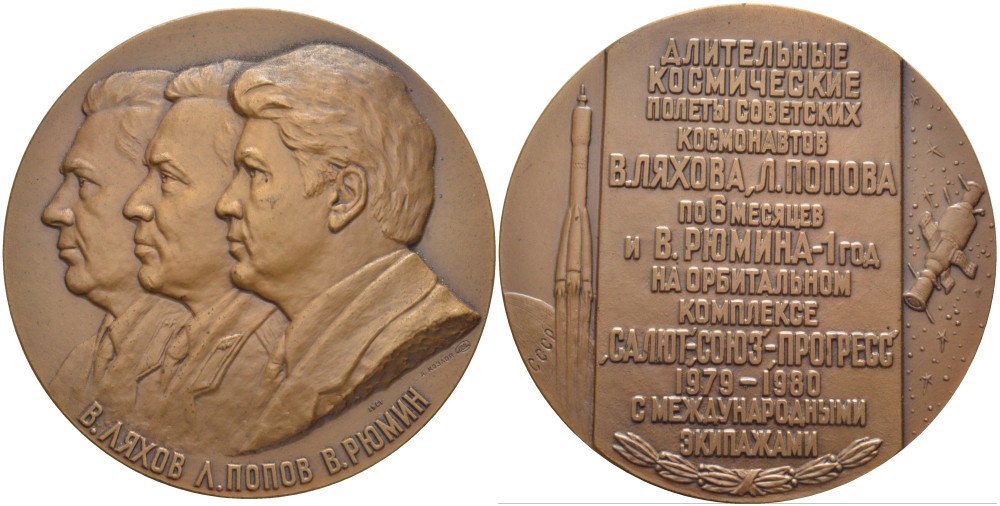 В. ЛЯХОВ Л. ПОПОВ В. РЮМИН
ДЛИТЕЛЬНЫЕ
КОСМИЧЕСКИЕ
ПОЛЕТЫ СОВЕТСКИХ
КОСМОНАВТОВ
В. ЛЯХОВА, Л. ПОПОВА
ПО 6 МЕСЯЦЕВ
И В. РЮМИНА-1 ГОД
НА ОРБИТАЛЬНОМ
КОМПЛЕКСЕ
„САЛЮТ“-„СОЮЗ“-„ПРОГРЕСС“
1979-1980
С МЕЖДУНАРОДНЫМИ
ЭКИПАЖАМИ
СССР